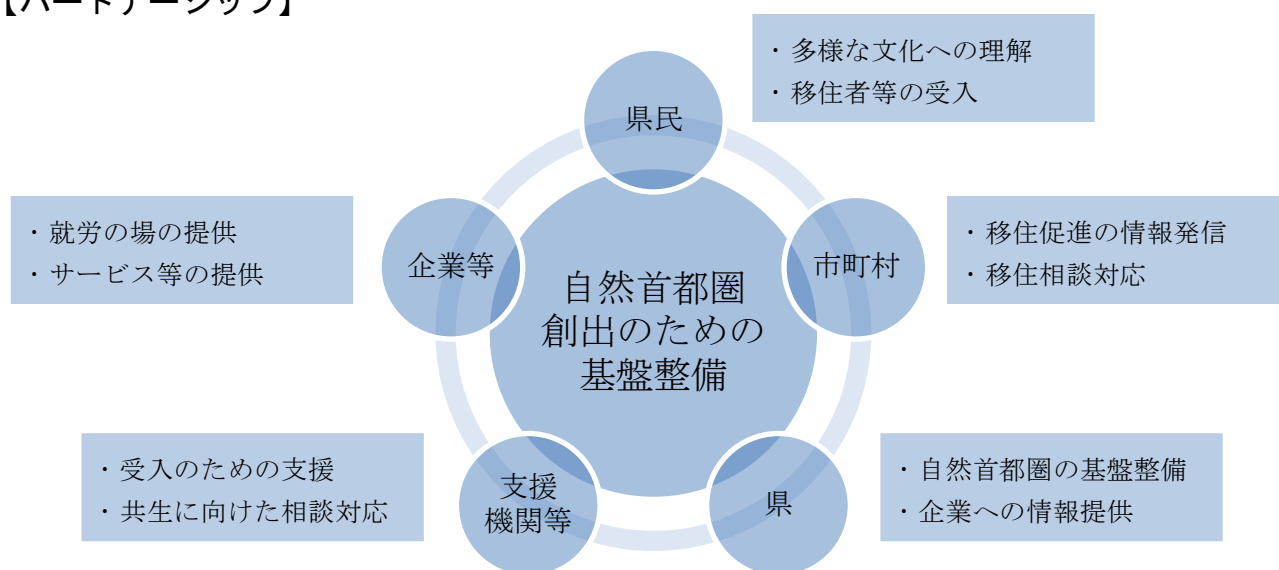 【パートナーシップ】
・多様な文化への理解
・移住者等の受入
県民
・就労の場の提供
・サービス等の提供
企業等
市町村
・移住促進の情報発信
・移住相談対応
自然首都圏
創出のための
基盤整備
・受入のための支援
・共生に向けた相談対応
支援
機関等
県
・自然首都圏の基盤整備
・企業への情報提供